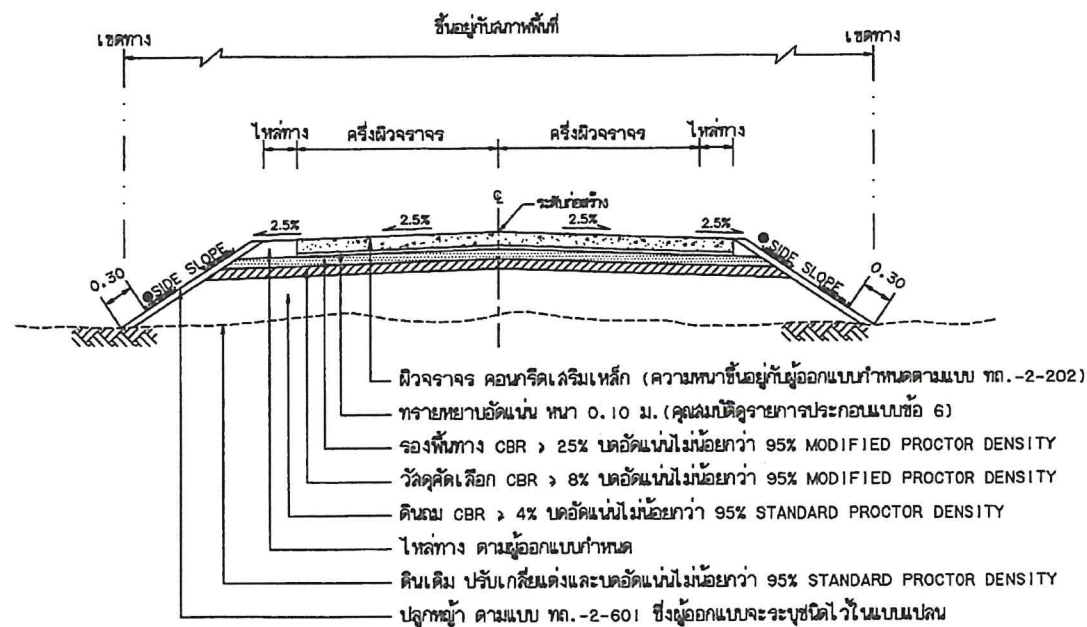 ขึ้นอยู่กับสภาพพื้นที่
เขตทาง
เขตทาง
ไหล่ทาง
ครึ่งผิวจราจร
ครึ่งผิวจราจร
ไหล่ทาง
℄
ระดับก่อสร้าง
2.5%
2.5%
2.5%
2.5%
SIDE SLOPE
SIDE SLOPE
0.30
0.30
ผิวจราจร คอนกรีตเสริมเหล็ก (ความหนาขึ้นอยู่กับผู้ออกแบบกำหนดตามแบบ ทถ.-2-202)
ทรายหยาบอัดแน่น หนา 0.10 ม. (คุณสมบัติดูรายการประกอบแบบข้อ 6)
รองพื้นทาง CBR > 25% บดอัดแน่นไม่น้อยกว่า 95% MODIFIED PROCTOR DENSITY
วัสดุคัดเลือก CBR > 8% บดอัดแน่นไม่น้อยกว่า 95% MODIFIED PROCTOR DENSITY
ดินถม CBR > 4% บดอัดแน่นไม่น้อยกว่า 95% STANDARD PROCTOR DENSITY
ไหล่ทาง ตามผู้ออกแบบกำหนด
ดินเดิม ปรับเกลี่ยแต่งและบดอัดแน่นไม่น้อยกว่า 95% STANDARD PROCTOR DENSITY
ปลูกหญ้า ตามแบบ ทถ.-2-601 ซึ่งผู้ออกแบบจะระบุชนิดไว้ในแบบแปลน